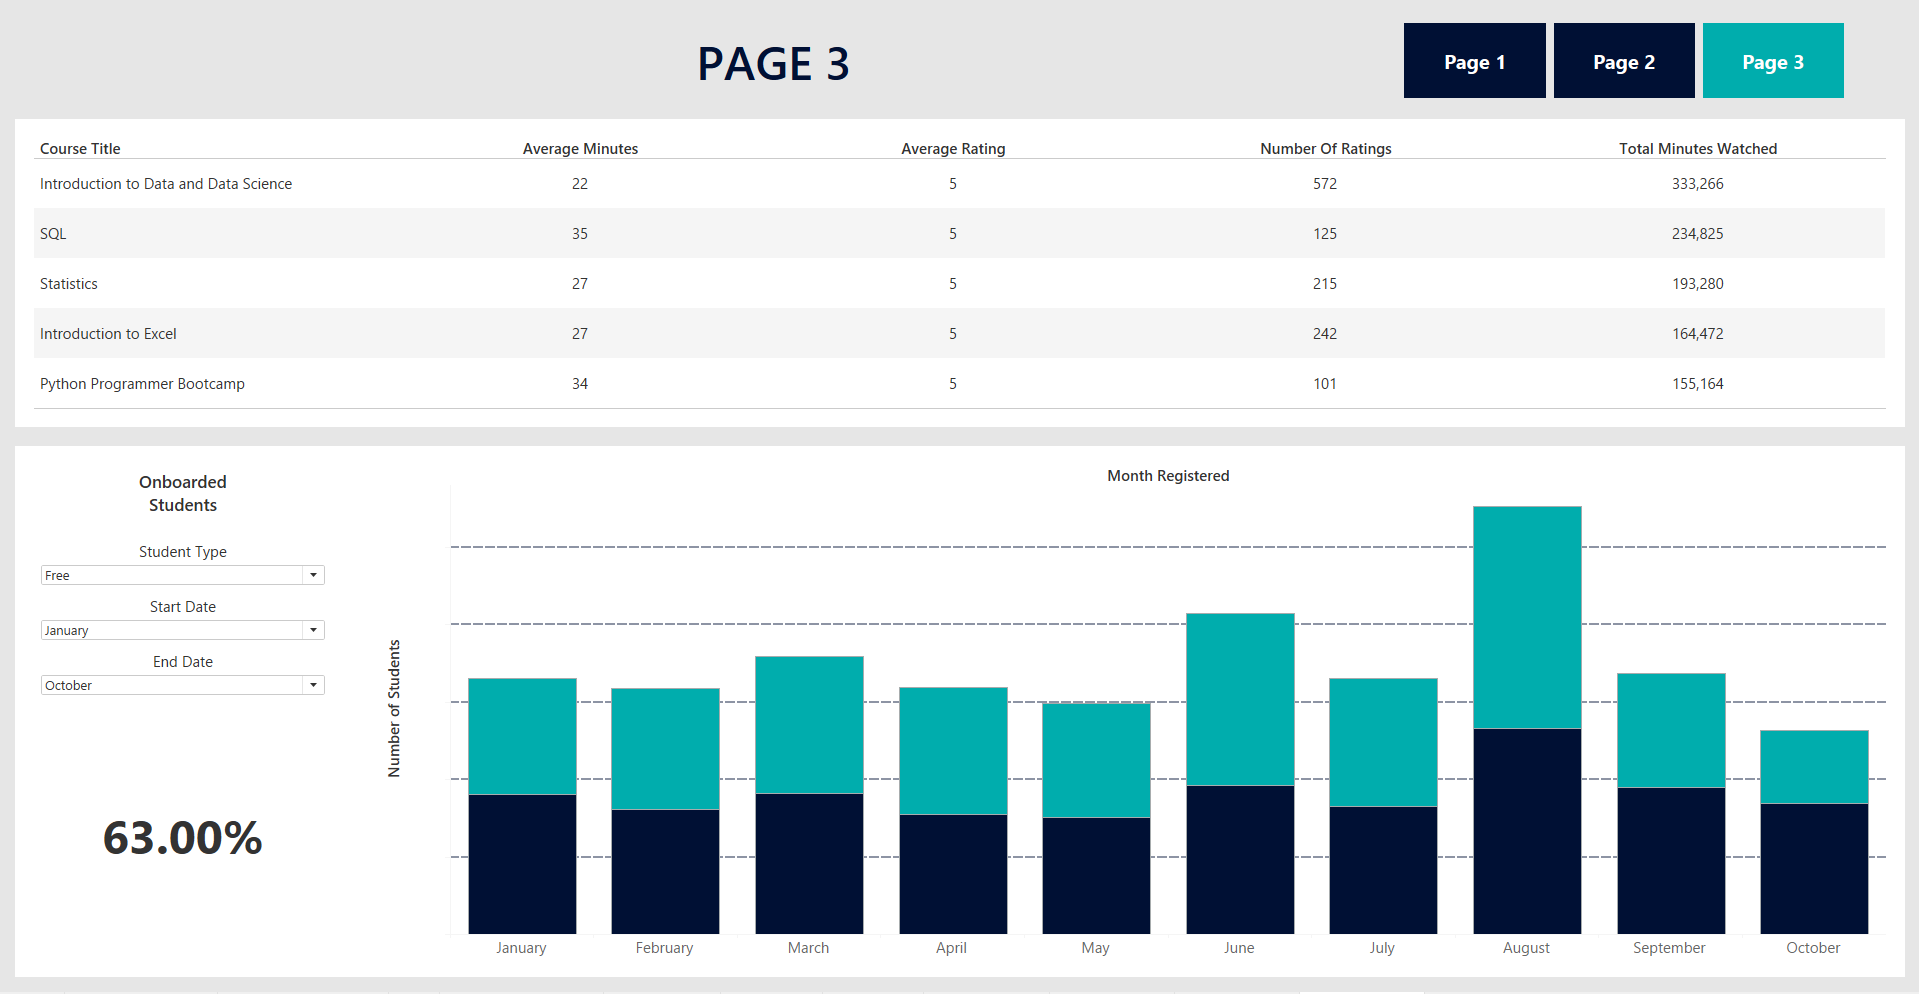 PAGE 3
Page 1 Page 2 Page 3
Course Title Average Minutes Average Rating Number Of Ratings Total Minutes Watched
Introduction to Data and Data Science 22 5 572 333,266
SQL 35 5 125 234,825
Statistics 27 5 215 193,280
Introduction to Excel 27 5 242 164,472
Python Programmer Bootcamp 34 5 101 155,164
Onboarded
Students
Student Type
Free
Start Date
January
End Date
October
63.00%
Month Registered
Number of Students
January February March April May June July August September October